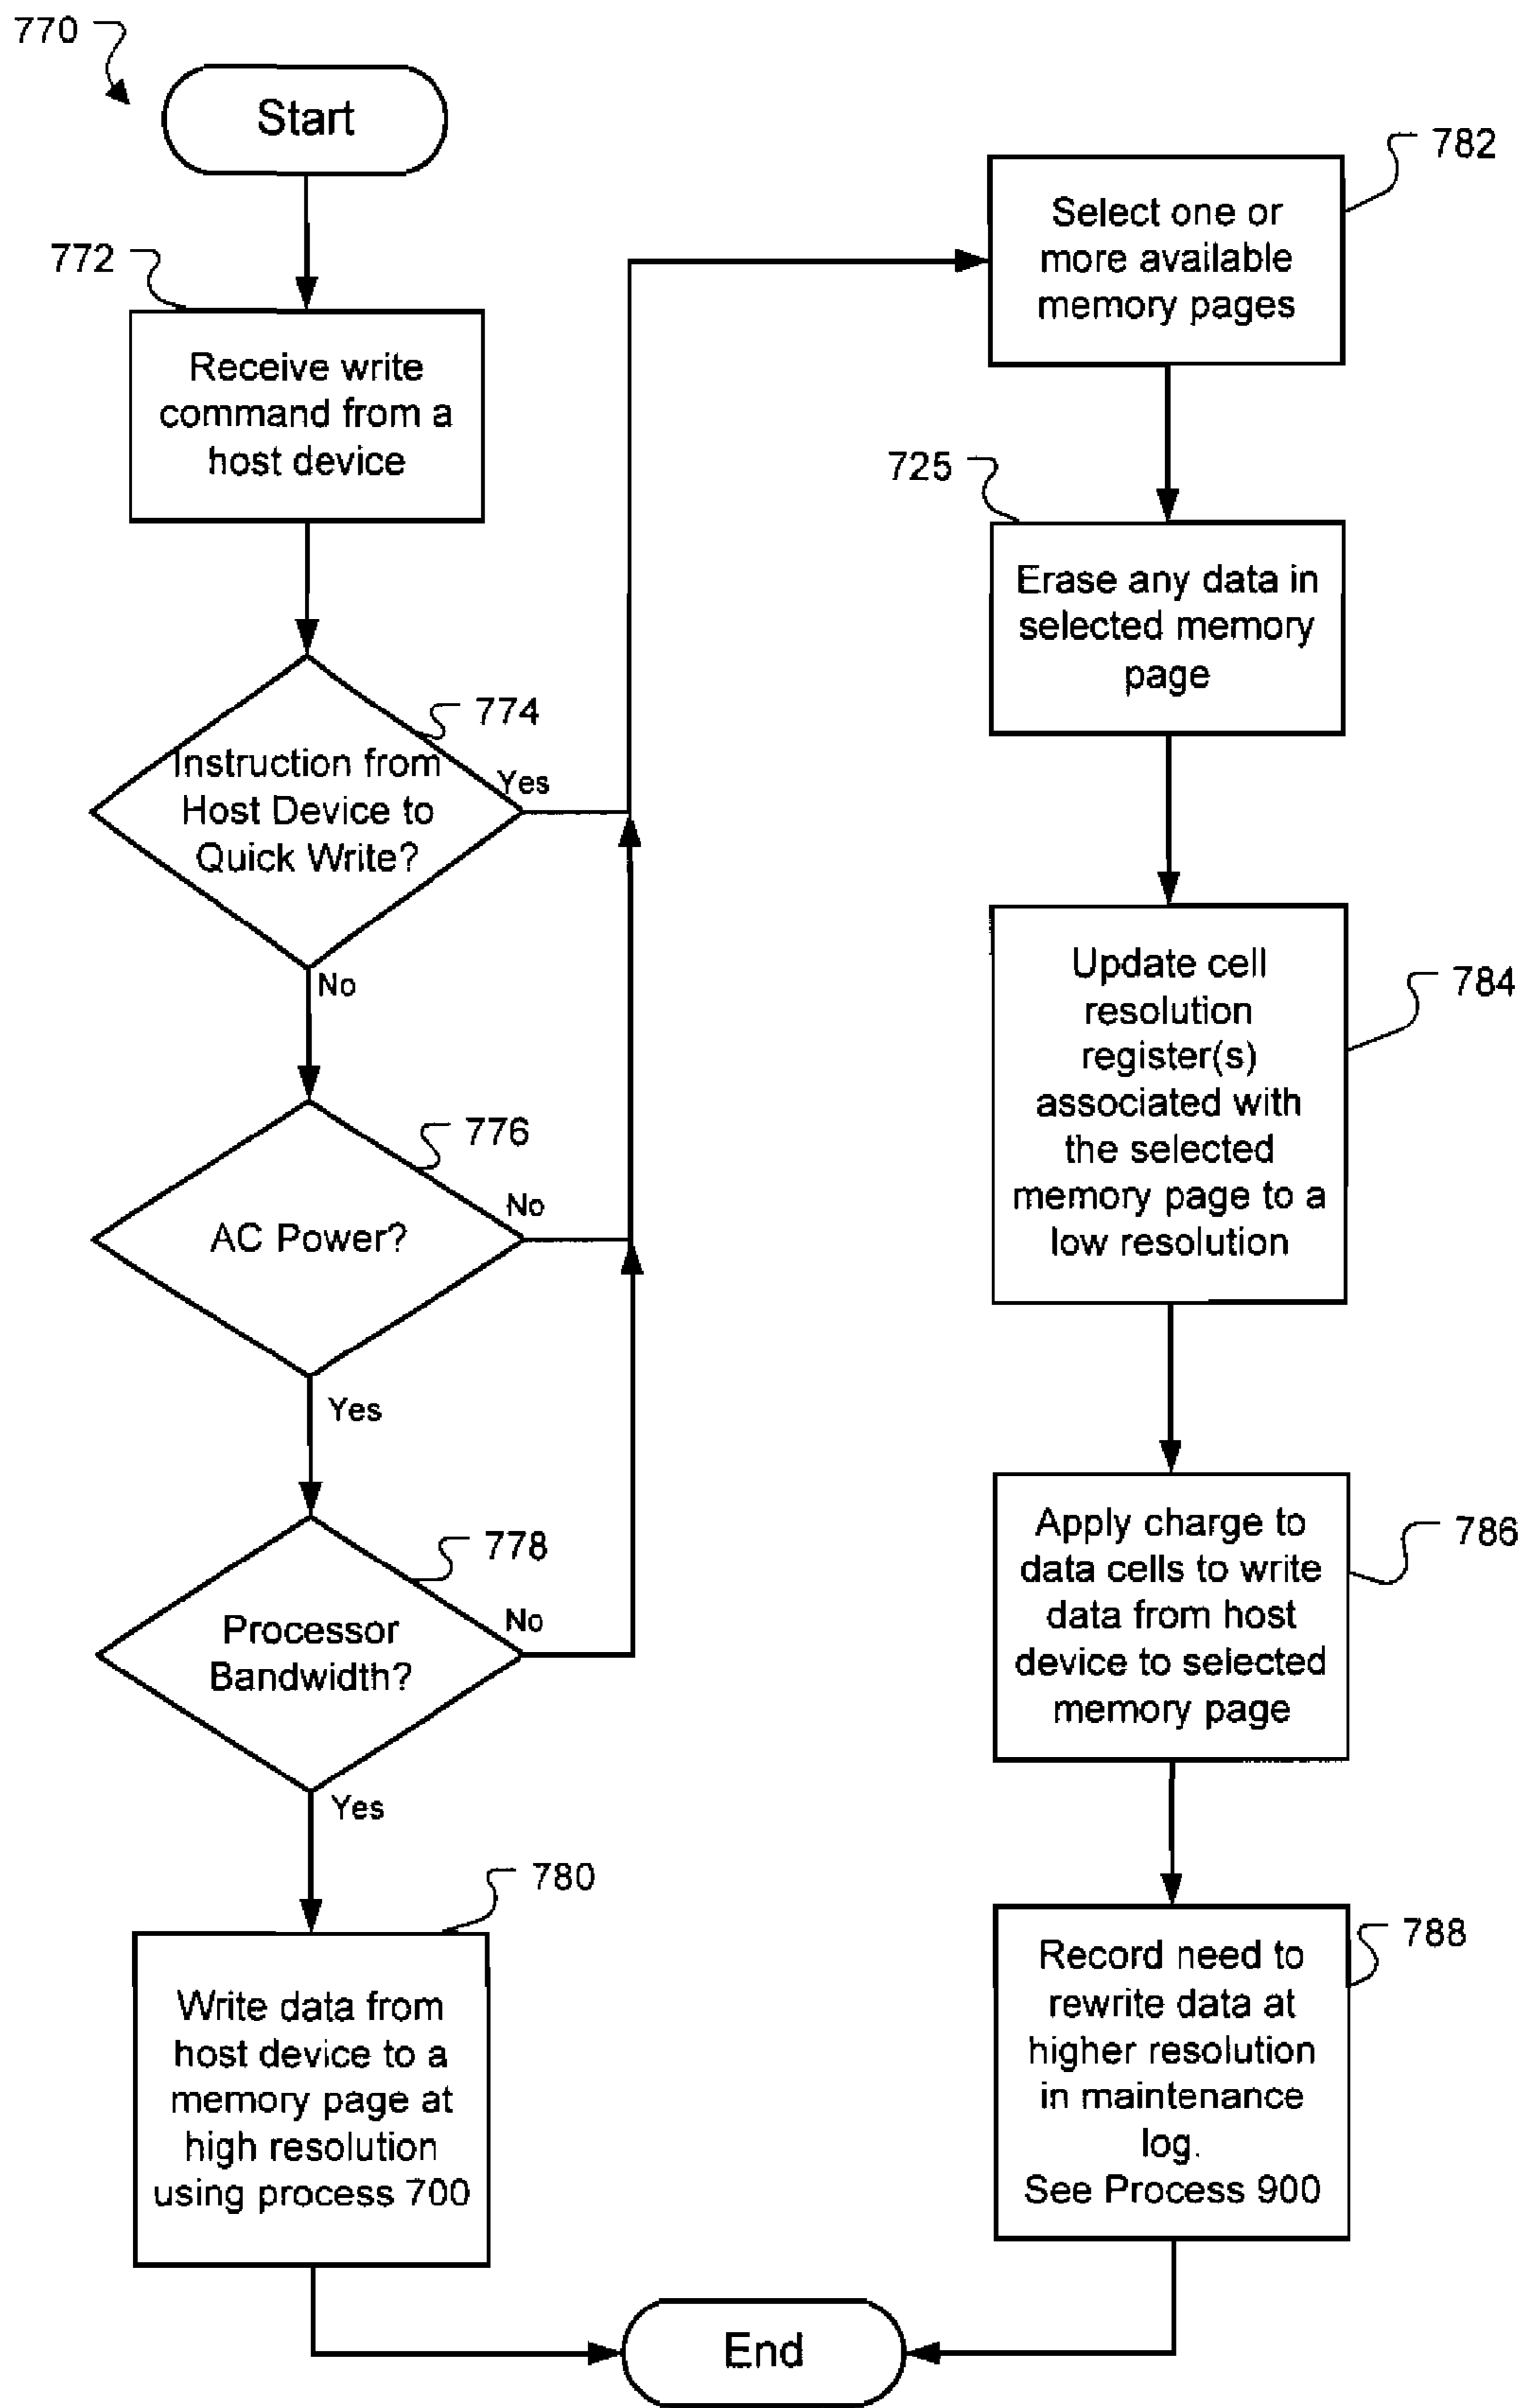 770
Start
772
Receive write
command from a
host device
774
Instruction from
Host Device to
Quick Write?
Yes
No
776
AC Power?
No
Yes
778
Processor
Bandwidth?
No
Yes
780
Write data from
host device to a
memory page at
high resolution
using process 700
782
Select one or
more available
memory pages
725
Erase any data in
selected memory
page
784
Update cell
resolution
register(s)
associated with
the selected
memory page to a
low resolution
786
Apply charge to
data cells to write
data from host
device to selected
memory page
788
Record need to
rewrite data at
higher resolution
in maintenance
log.
See Process 900
End